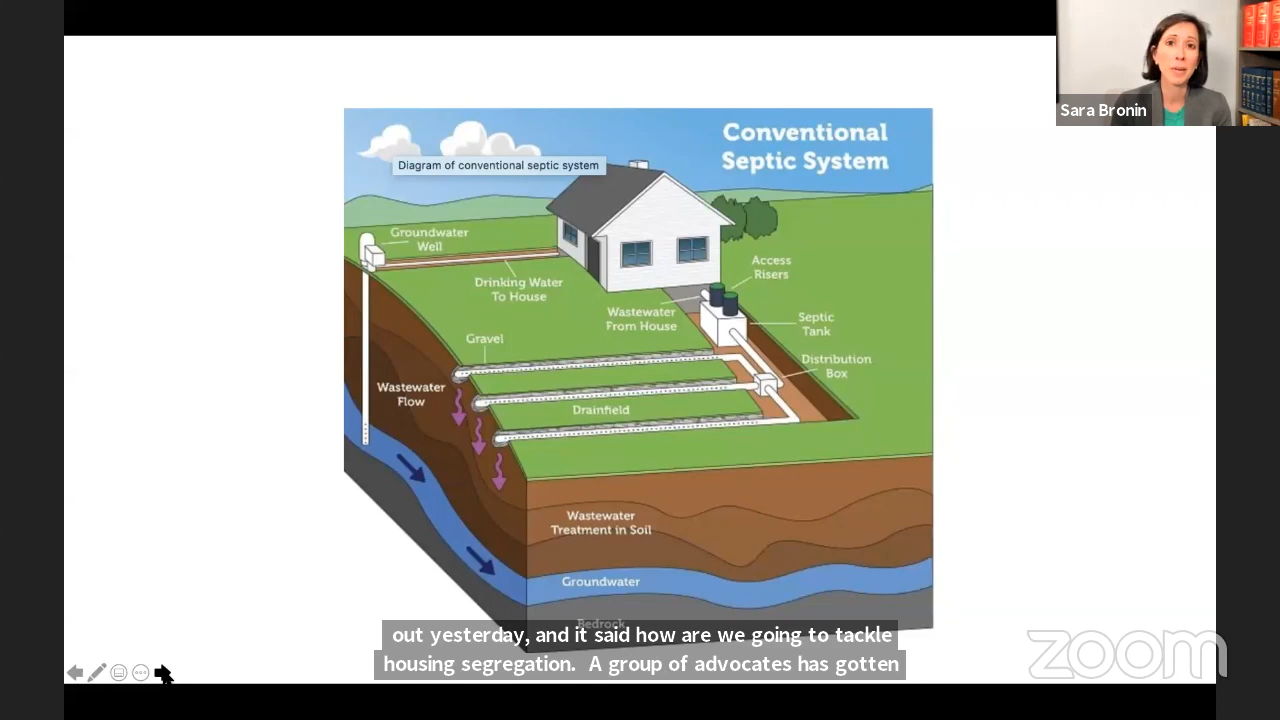 Sara Bronin
Conventional
Septic System
Diagram of conventional septic system
Groundwater
Well
Drinking Water
To House
Access
Risers
Wastewater
From House
Septic
Tank
Gravel
Distribution
Box
Wastewater
Flow
Drainfield
Wastewater
Treatment in Soil
Groundwater
Bedrock
out yesterday, and it said how are we going to tackle
housing segregation. A group of advocates has gotten
zoom